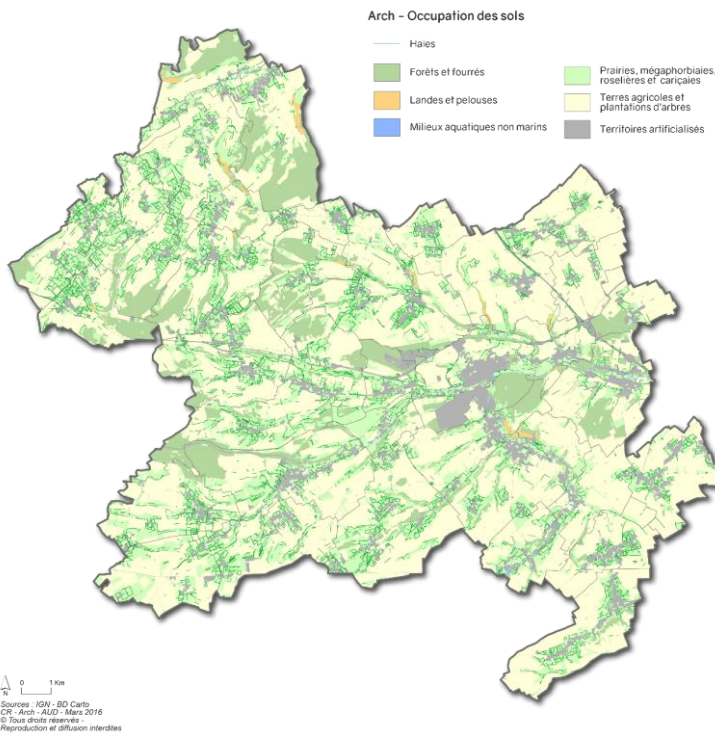 Arch - Occupation des sols
Haies
Forêts et fourrés
Landes et pelouses
Milieux aquatiques non marins
Prairies, mégaphorbiaies,
roselières et cariçaies
Terres agricoles et
plantations d'arbres
Territoires artificialisés
0 1 Km
N
Sources : IGN - BD Carto
CR - Arch - AUD - Mars 2016
© Tous droits réservés -
Reproduction et diffusion interdites